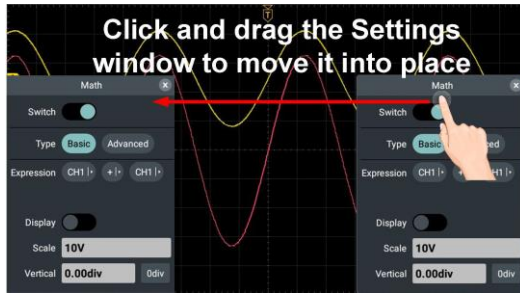 T
Click and drag the Settings
window to move it into place
Math x
Switch
Type Basic Advanced
Expression CH1 + CH1
Display
Scale 10V
Vertical 0.00div 0div
Math x
Switch
Type Basic
Expression CH1
Display
Scale 10V
Vertical 0.00div 0div